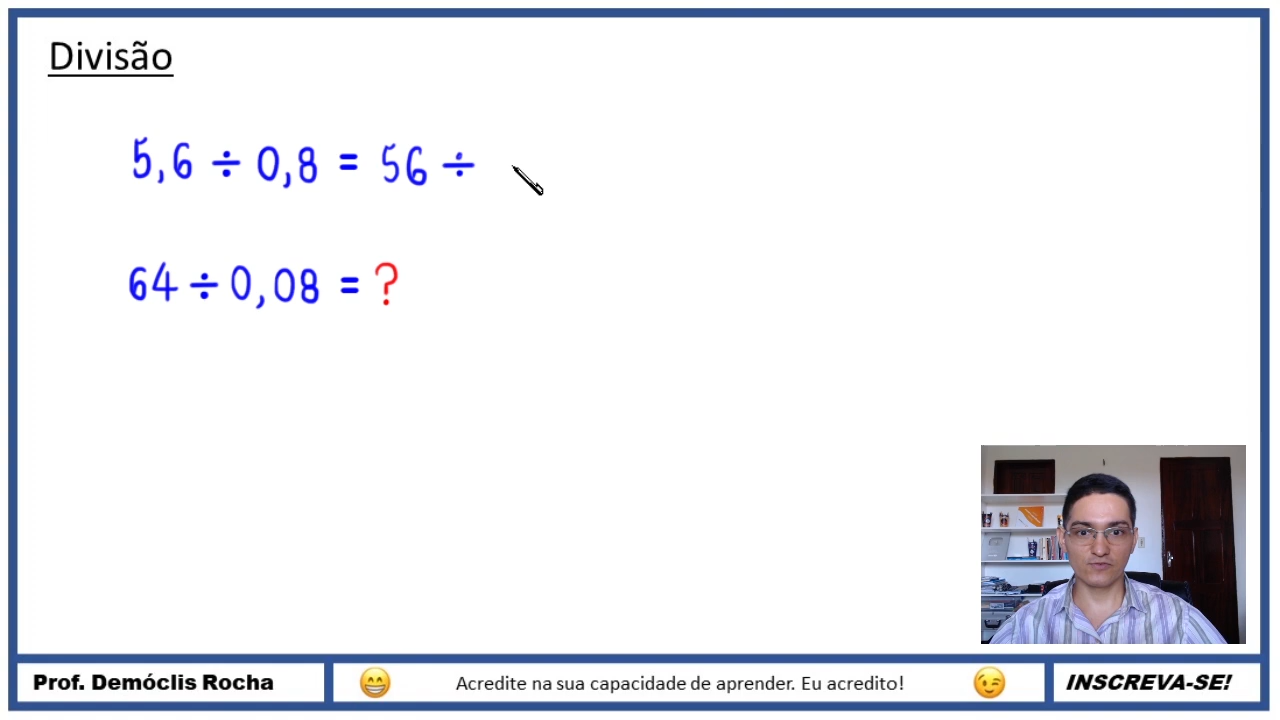 Divisão
5,6 ÷ 0,8 = 56 ÷
64 ÷ 0,08 = ?
Prof. Demóclis Rocha
Acredite na sua capacidade de aprender. Eu acredito!
INSCREVA-SE!